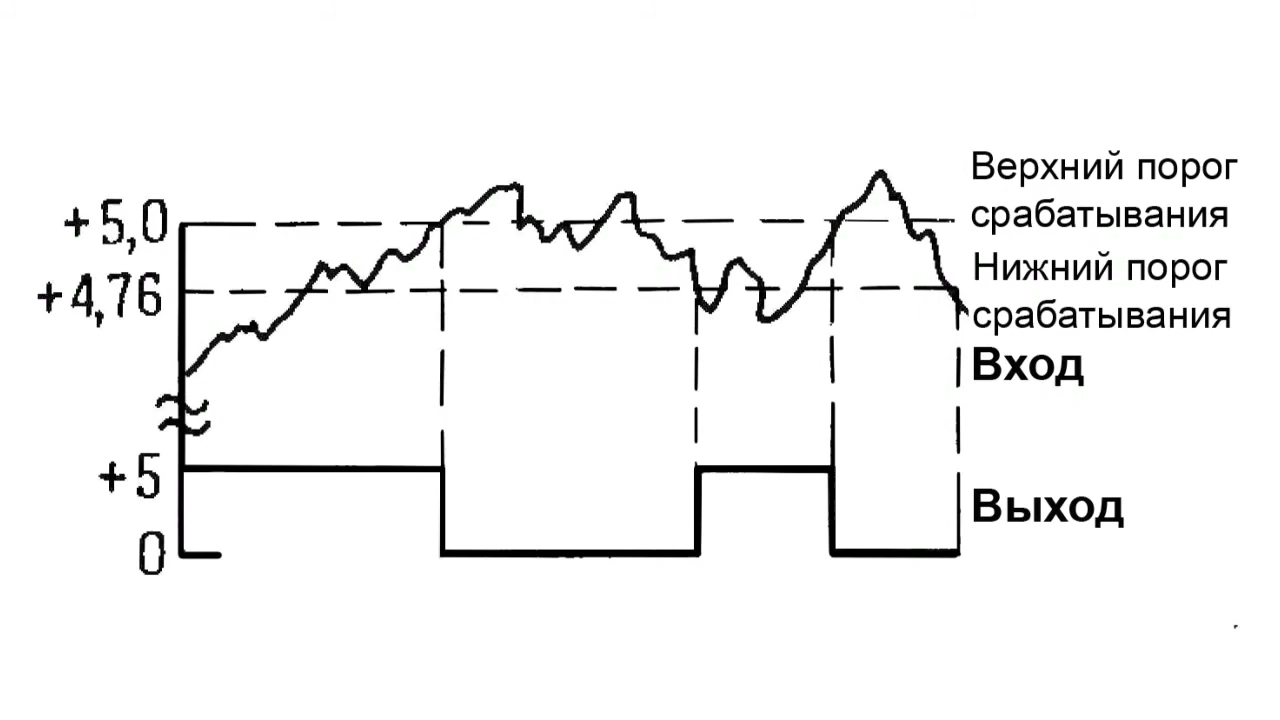 Верхний порог
+5,0
срабатывания
Нижний порог
+4,76
срабатывания
Вход
+5
Выход
0